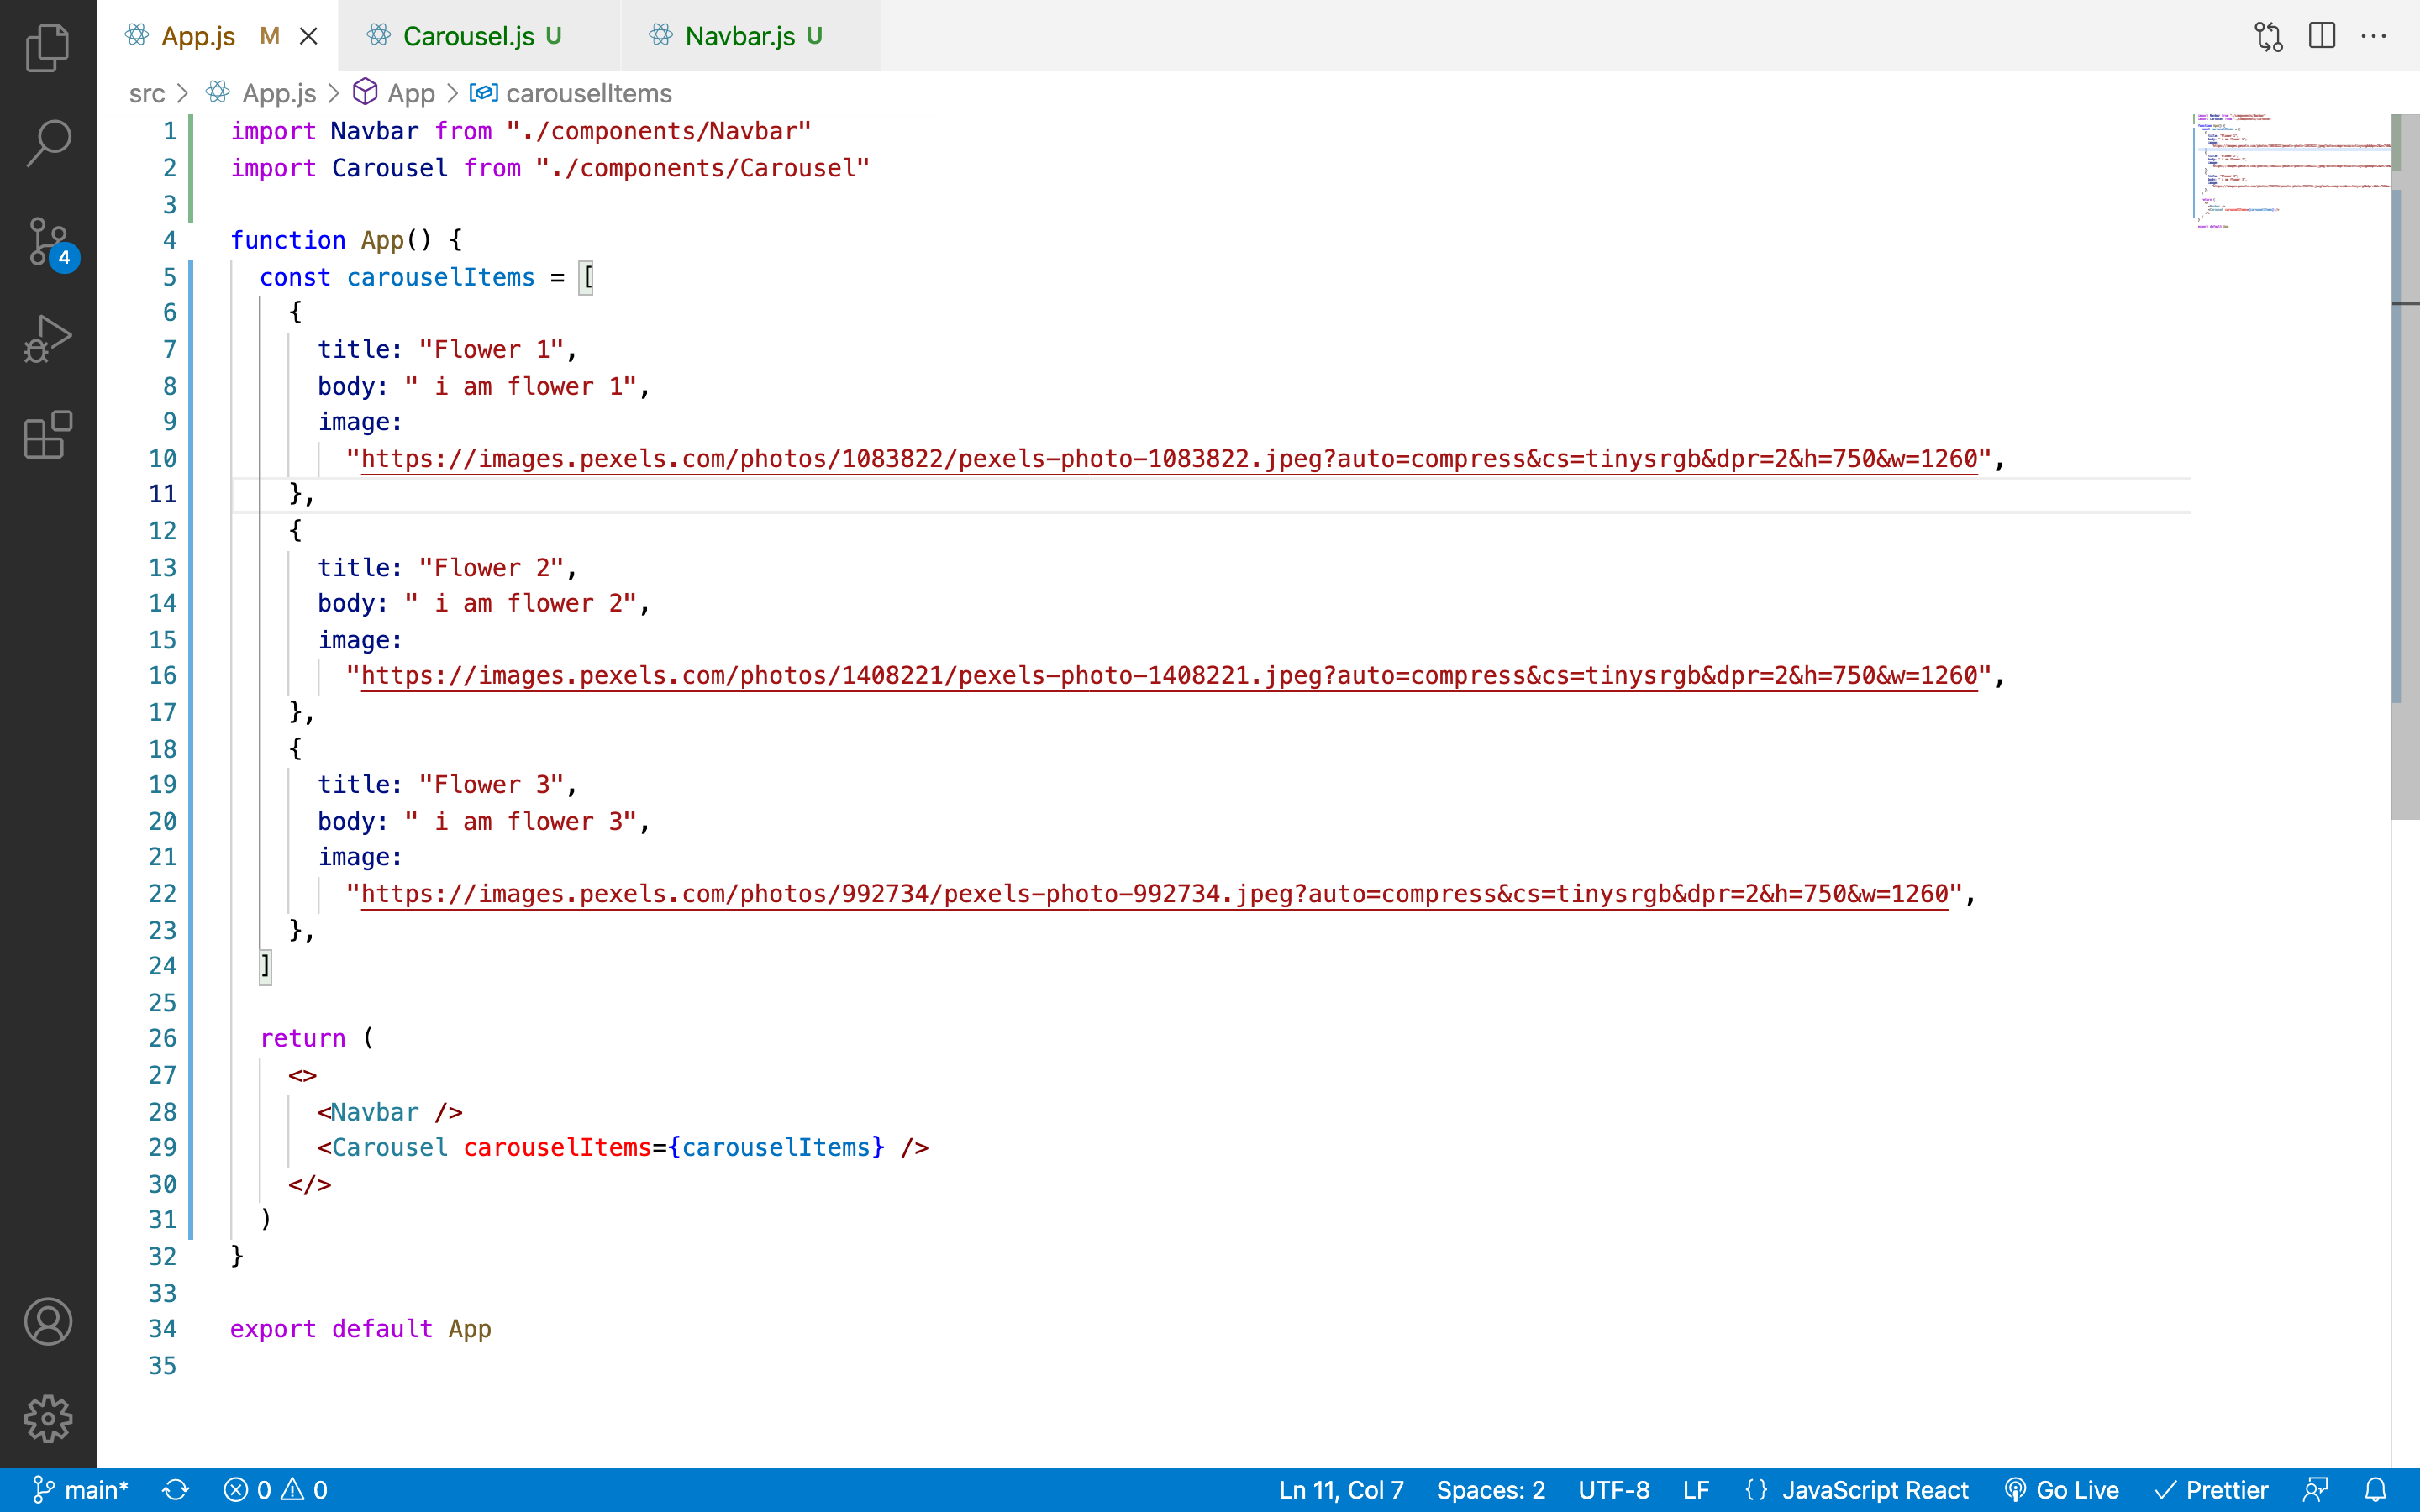 App.js M
Carousel.js U
Navbar.js U
src > App.js > App > carouselItems
4
1 import Navbar from "./components/Navbar"
2 import Carousel from "./components/Carousel"
3
4 function App() {
5 const carouselItems = [
6 {
7 title: "Flower 1",
8 body: " i am flower 1",
9 image:
10 "https://images.pexels.com/photos/1083822/pexels-photo-1083822.jpeg?auto=compress&cs=tinysrgb&dpr=2&h=750&w=1260",
11 },
12 {
13 title: "Flower 2",
14 body: " i am flower 2",
15 image:
16 "https://images.pexels.com/photos/1408221/pexels-photo-1408221.jpeg?auto=compress&cs=tinysrgb&dpr=2&h=750&w=1260",
17 },
18 {
19 title: "Flower 3",
20 body: " i am flower 3",
21 image:
22 "https://images.pexels.com/photos/992734/pexels-photo-992734.jpeg?auto=compress&cs=tinysrgb&dpr=2&h=750&w=1260",
23 },
24 ]
25
26 return (
27 <>
28 <Navbar />
29 <Carousel carouselItems={carouselItems} />
30 </>
31 )
32 }
33
34 export default App
35
main* 0 0 Ln 11, Col 7 Spaces: 2 UTF-8 LF {} JavaScript React Go Live Prettier